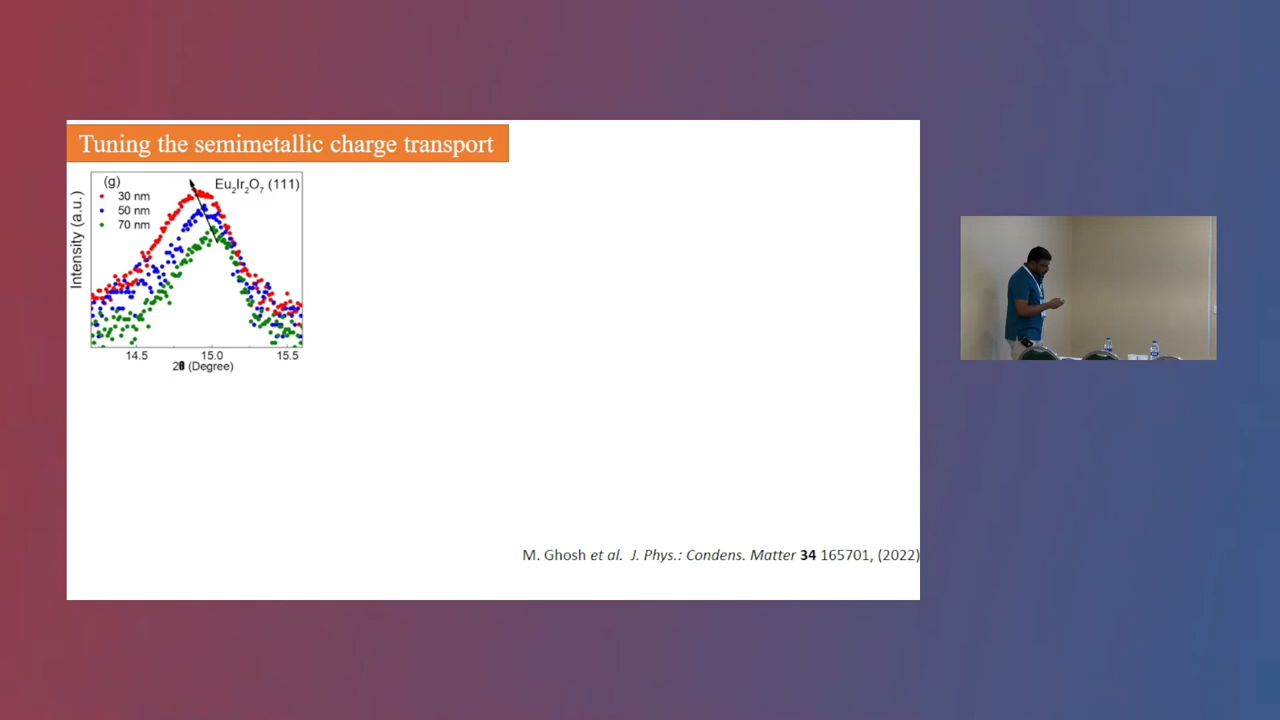 Tuning the semimetallic charge transport
(g)
Eu₂Ir₂O₇ (111)
30 nm
50 nm
70 nm
Intensity (a.u.)
14.5 15.0 15.5
2θ (Degree)
M. Ghosh et al. J. Phys.: Condens. Matter 34 165701, (2022)